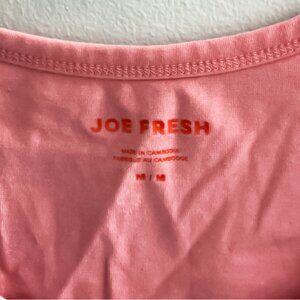 JOE FRESH
MADE IN CAMBODIA
FABRIQUÉ AU CAMBODGE
M / M